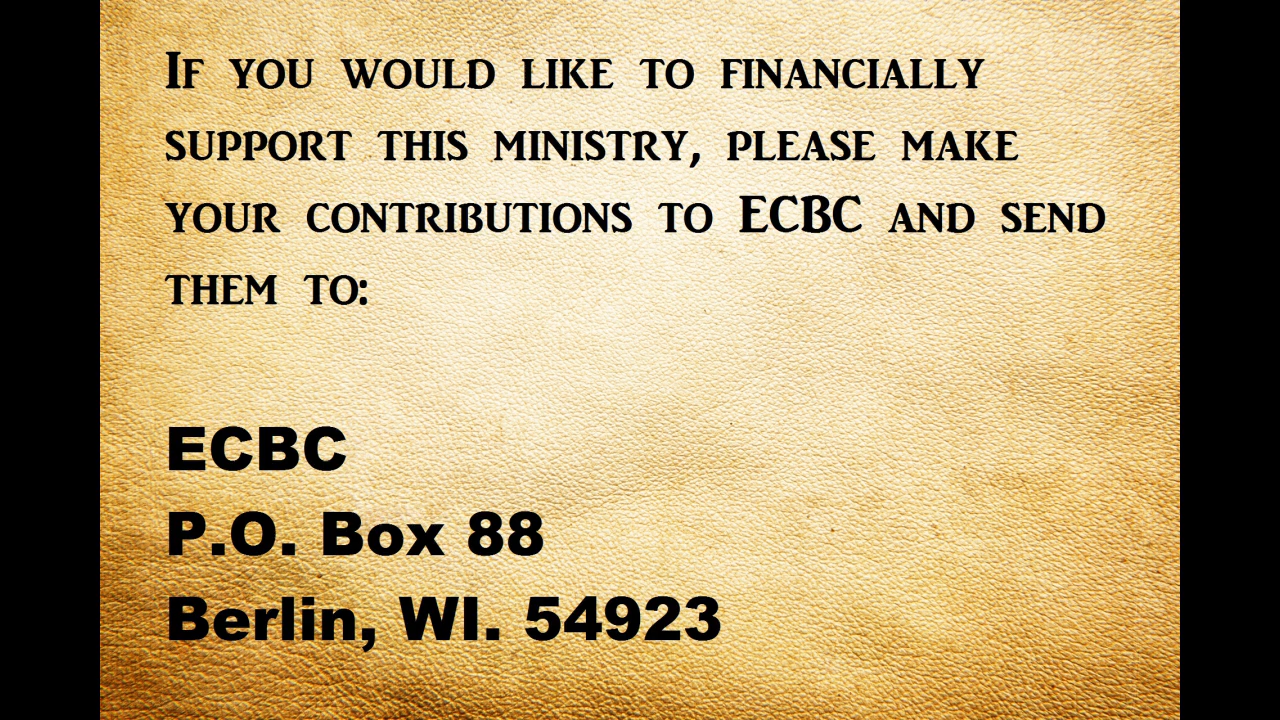 If you would like to financially
support this ministry, please make
your contributions to ECBC and send
them to:
ECBC
P.O. Box 88
Berlin, WI. 54923